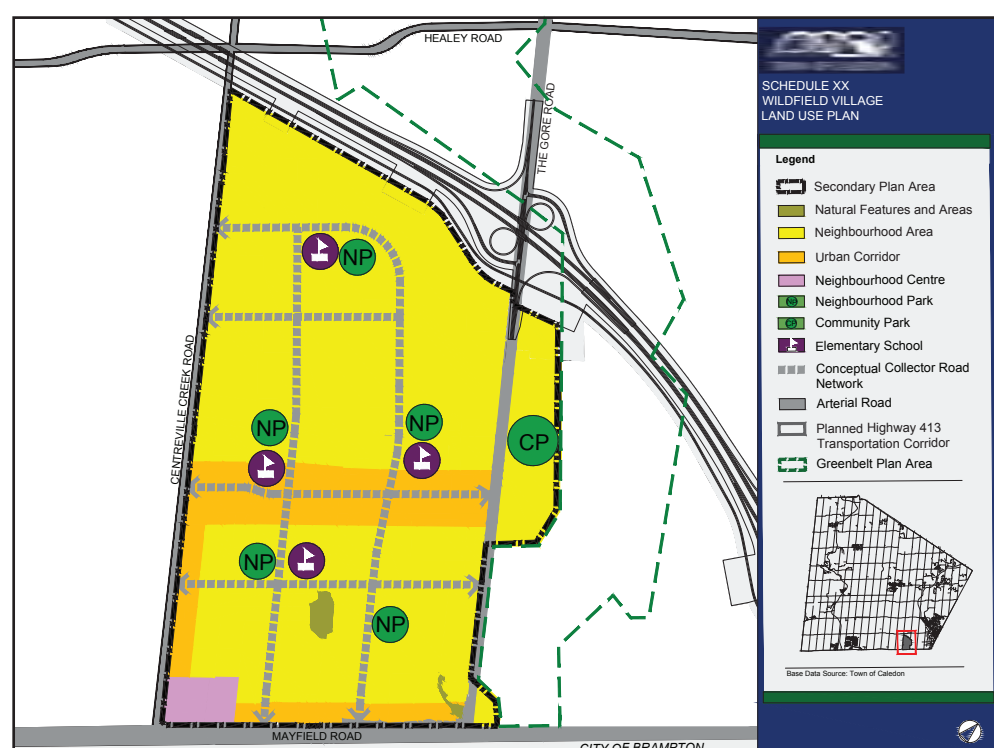 HEALEY ROAD
THE GORE ROAD
CENTREVILLE CREEK ROAD
NP
NP
NP
CP
NP
NP
MAYFIELD ROAD
CITY OF BRAMPTON
SCHEDULE XX
WILDFIELD VILLAGE
LAND USE PLAN
Legend
Secondary Plan Area
Natural Features and Areas
Neighbourhood Area
Urban Corridor
Neighbourhood Centre
NP Neighbourhood Park
CP Community Park
Elementary School
Conceptual Collector Road
Network
Arterial Road
Planned Highway 413
Transportation Corridor
Greenbelt Plan Area
Base Data Source: Town of Caledon